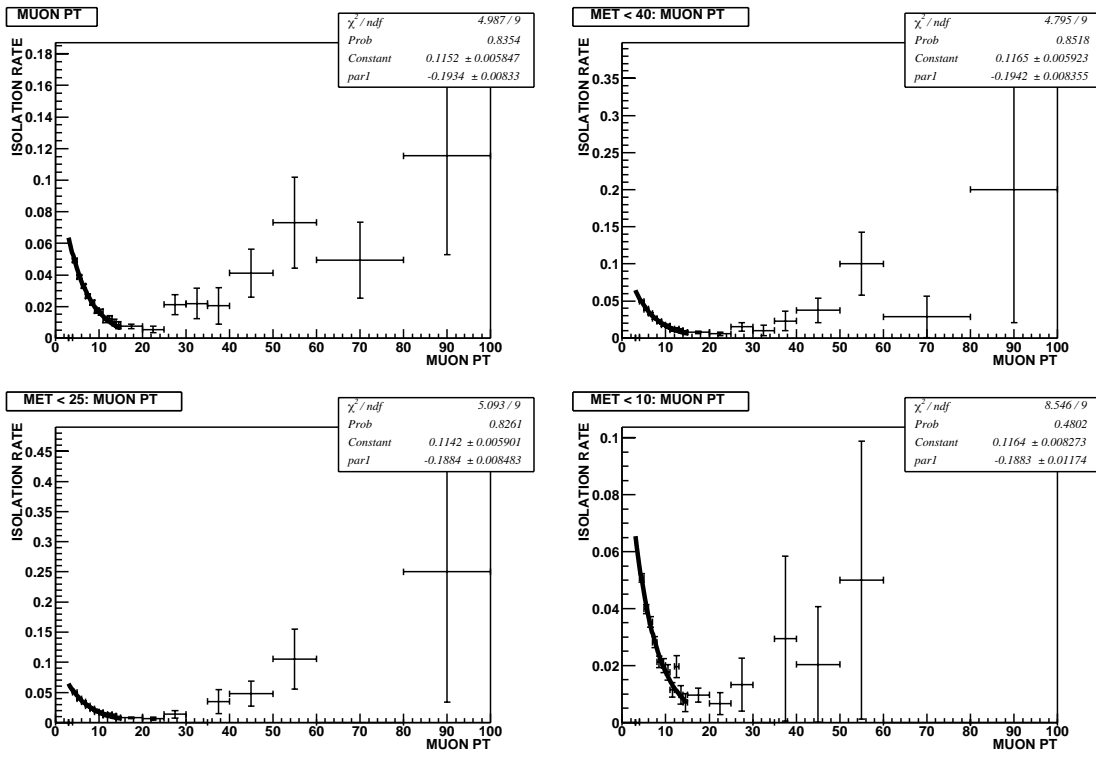 MUON PT
χ² / ndf 4.987 / 9
Prob 0.8354
Constant 0.1152 ± 0.005847
par1 -0.1934 ± 0.00833
ISOLATION RATE
0.18
0.16
0.14
0.12
0.1
0.08
0.06
0.04
0.02
0
0 10 20 30 40 50 60 70 80 90 100
MUON PT
MET < 40: MUON PT
χ² / ndf 4.795 / 9
Prob 0.8518
Constant 0.1165 ± 0.005923
par1 -0.1942 ± 0.008355
ISOLATION RATE
0.35
0.3
0.25
0.2
0.15
0.1
0.05
0
0 10 20 30 40 50 60 70 80 90 100
MUON PT
MET < 25: MUON PT
χ² / ndf 5.093 / 9
Prob 0.8261
Constant 0.1142 ± 0.005901
par1 -0.1884 ± 0.008483
ISOLATION RATE
0.45
0.4
0.35
0.3
0.25
0.2
0.15
0.1
0.05
0
0 10 20 30 40 50 60 70 80 90 100
MUON PT
MET < 10: MUON PT
χ² / ndf 8.546 / 9
Prob 0.4802
Constant 0.1164 ± 0.008273
par1 -0.1883 ± 0.01174
ISOLATION RATE
0.1
0.08
0.06
0.04
0.02
0
0 10 20 30 40 50 60 70 80 90 100
MUON PT